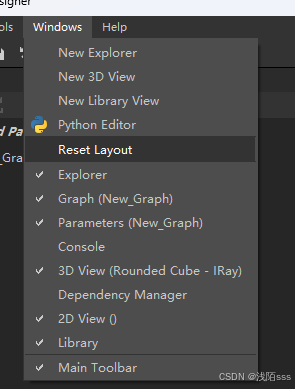 signer
ols Windows Help
New Explorer
New 3D View
New Library View
Python Editor
Reset Layout
Explorer
Graph (New_Graph)
Parameters (New_Graph)
Console
3D View (Rounded Cube - IRay)
Dependency Manager
2D View ()
Library
Main Toolbar
d Pa
_Gra
CSDN @浅陌sss